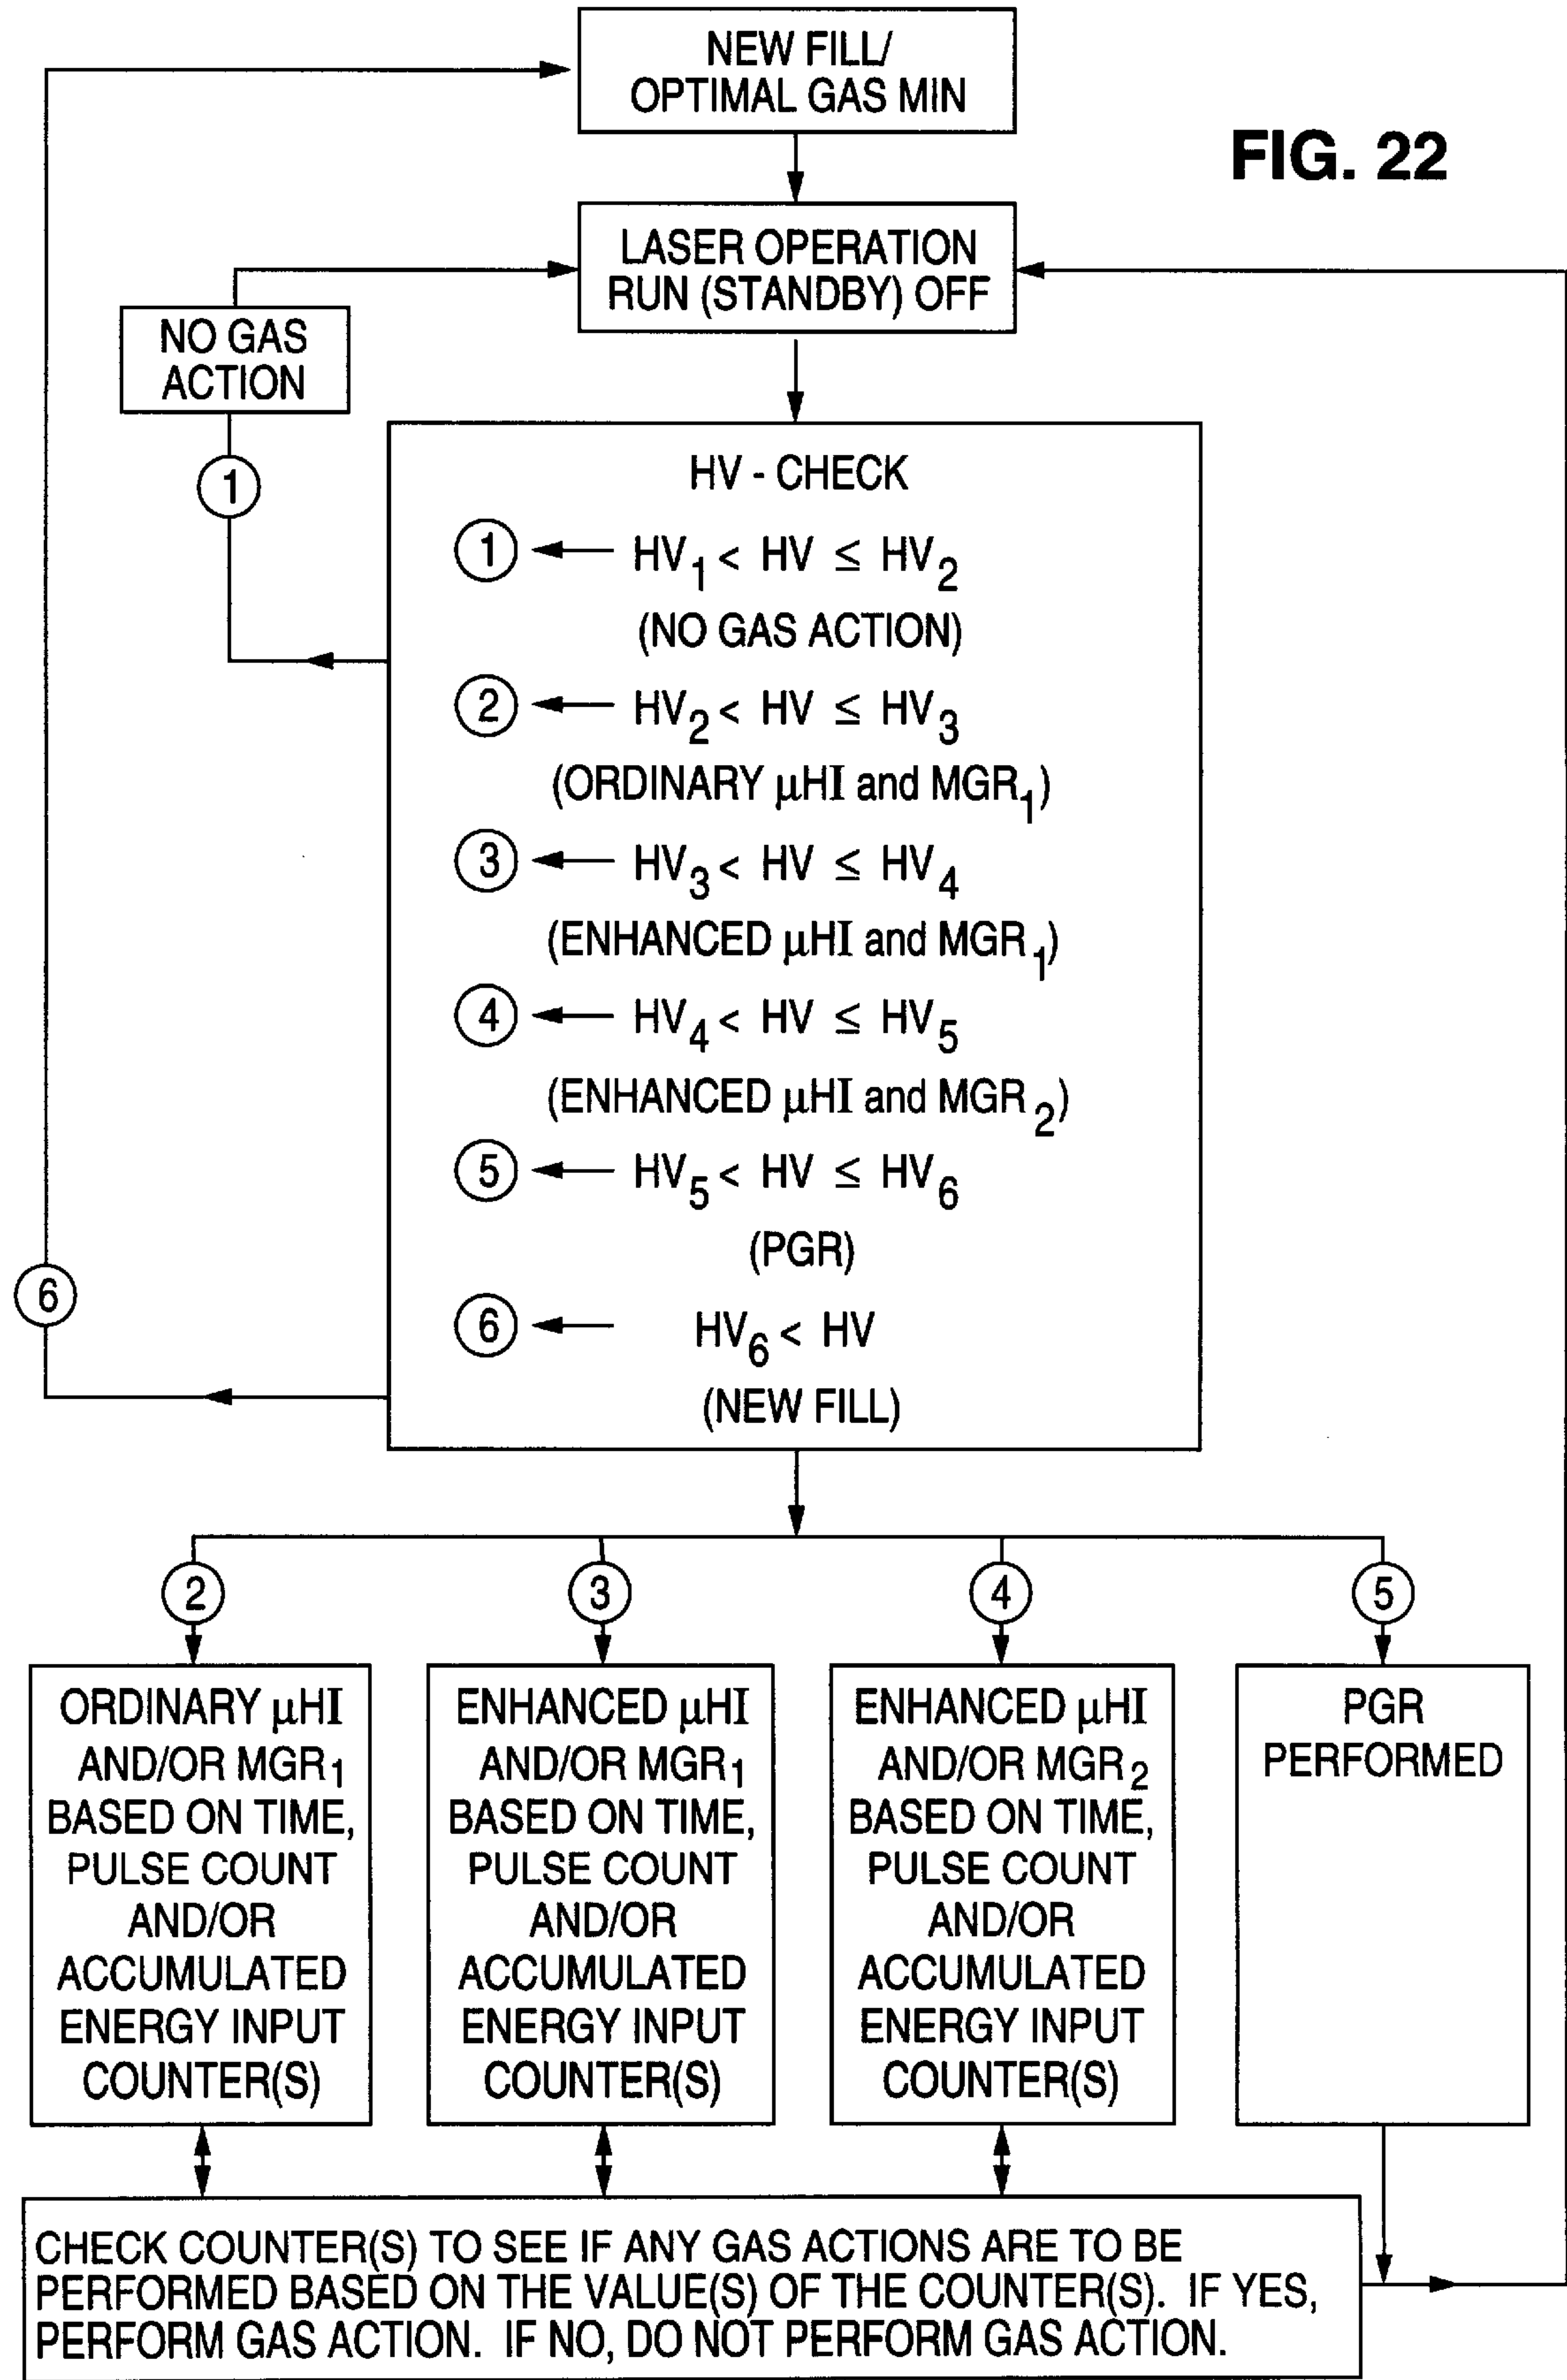 NEW FILL/
OPTIMAL GAS MIN
FIG. 22
LASER OPERATION
RUN (STANDBY) OFF
NO GAS
ACTION
1
HV - CHECK
1 HV1 < HV ≤ HV2
(NO GAS ACTION)
2 HV2 < HV ≤ HV3
(ORDINARY µHI and MGR1)
3 HV3 < HV ≤ HV4
(ENHANCED µHI and MGR1)
4 HV4 < HV ≤ HV5
(ENHANCED µHI and MGR2)
5 HV5 < HV ≤ HV6
(PGR)
6 HV6 < HV
(NEW FILL)
6
2
3
4
5
ORDINARY µHI
AND/OR MGR1
BASED ON TIME,
PULSE COUNT
AND/OR
ACCUMULATED
ENERGY INPUT
COUNTER(S)
ENHANCED µHI
AND/OR MGR1
BASED ON TIME,
PULSE COUNT
AND/OR
ACCUMULATED
ENERGY INPUT
COUNTER(S)
ENHANCED µHI
AND/OR MGR2
BASED ON TIME,
PULSE COUNT
AND/OR
ACCUMULATED
ENERGY INPUT
COUNTER(S)
PGR
PERFORMED
CHECK COUNTER(S) TO SEE IF ANY GAS ACTIONS ARE TO BE
PERFORMED BASED ON THE VALUE(S) OF THE COUNTER(S). IF YES,
PERFORM GAS ACTION. IF NO, DO NOT PERFORM GAS ACTION.